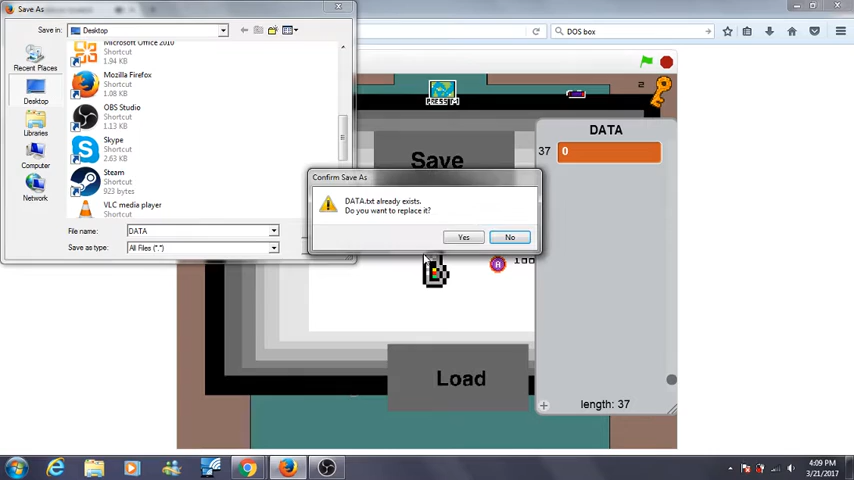 Save As
Save in:
Desktop
DOS box
Recent Places
Desktop
Libraries
Computer
Network
Microsoft Office 2010
Shortcut
1.94 KB
Mozilla Firefox
Shortcut
1.08 KB
OBS Studio
Shortcut
1.13 KB
Skype
Shortcut
2.63 KB
Steam
Shortcut
923 bytes
VLC media player
File name:
DATA
Save as type:
All Files (*.*)
PRESS
2
Save
DATA
37
0
Confirm Save As
DATA.txt already exists.
Do you want to replace it?
Yes
No
A
Load
+
length: 37
4:09 PM
3/21/2017